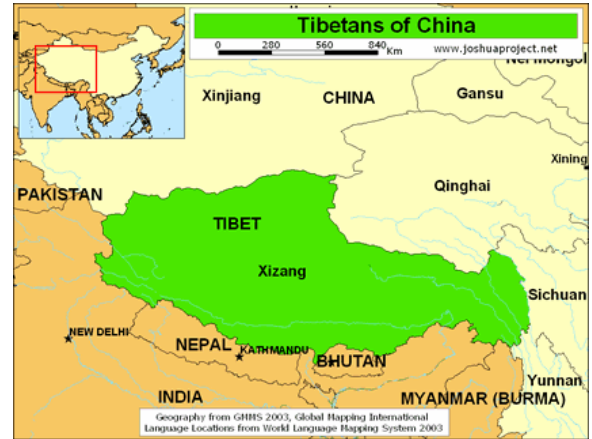 Tibetans of China
0 280 560 840 Km
www.joshuaproject.net
Nei Mongol
Xinjiang
CHINA
Gansu
Xining
Qinghai
PAKISTAN
TIBET
Xizang
Sichuan
NEW DELHI
NEPAL
KATHMANDU
BHUTAN
Yunnan
INDIA
MYANMAR (BURMA)
Geography from GMMS 2003, Global Mapping International
Language Locations from World Language Mapping System 2003